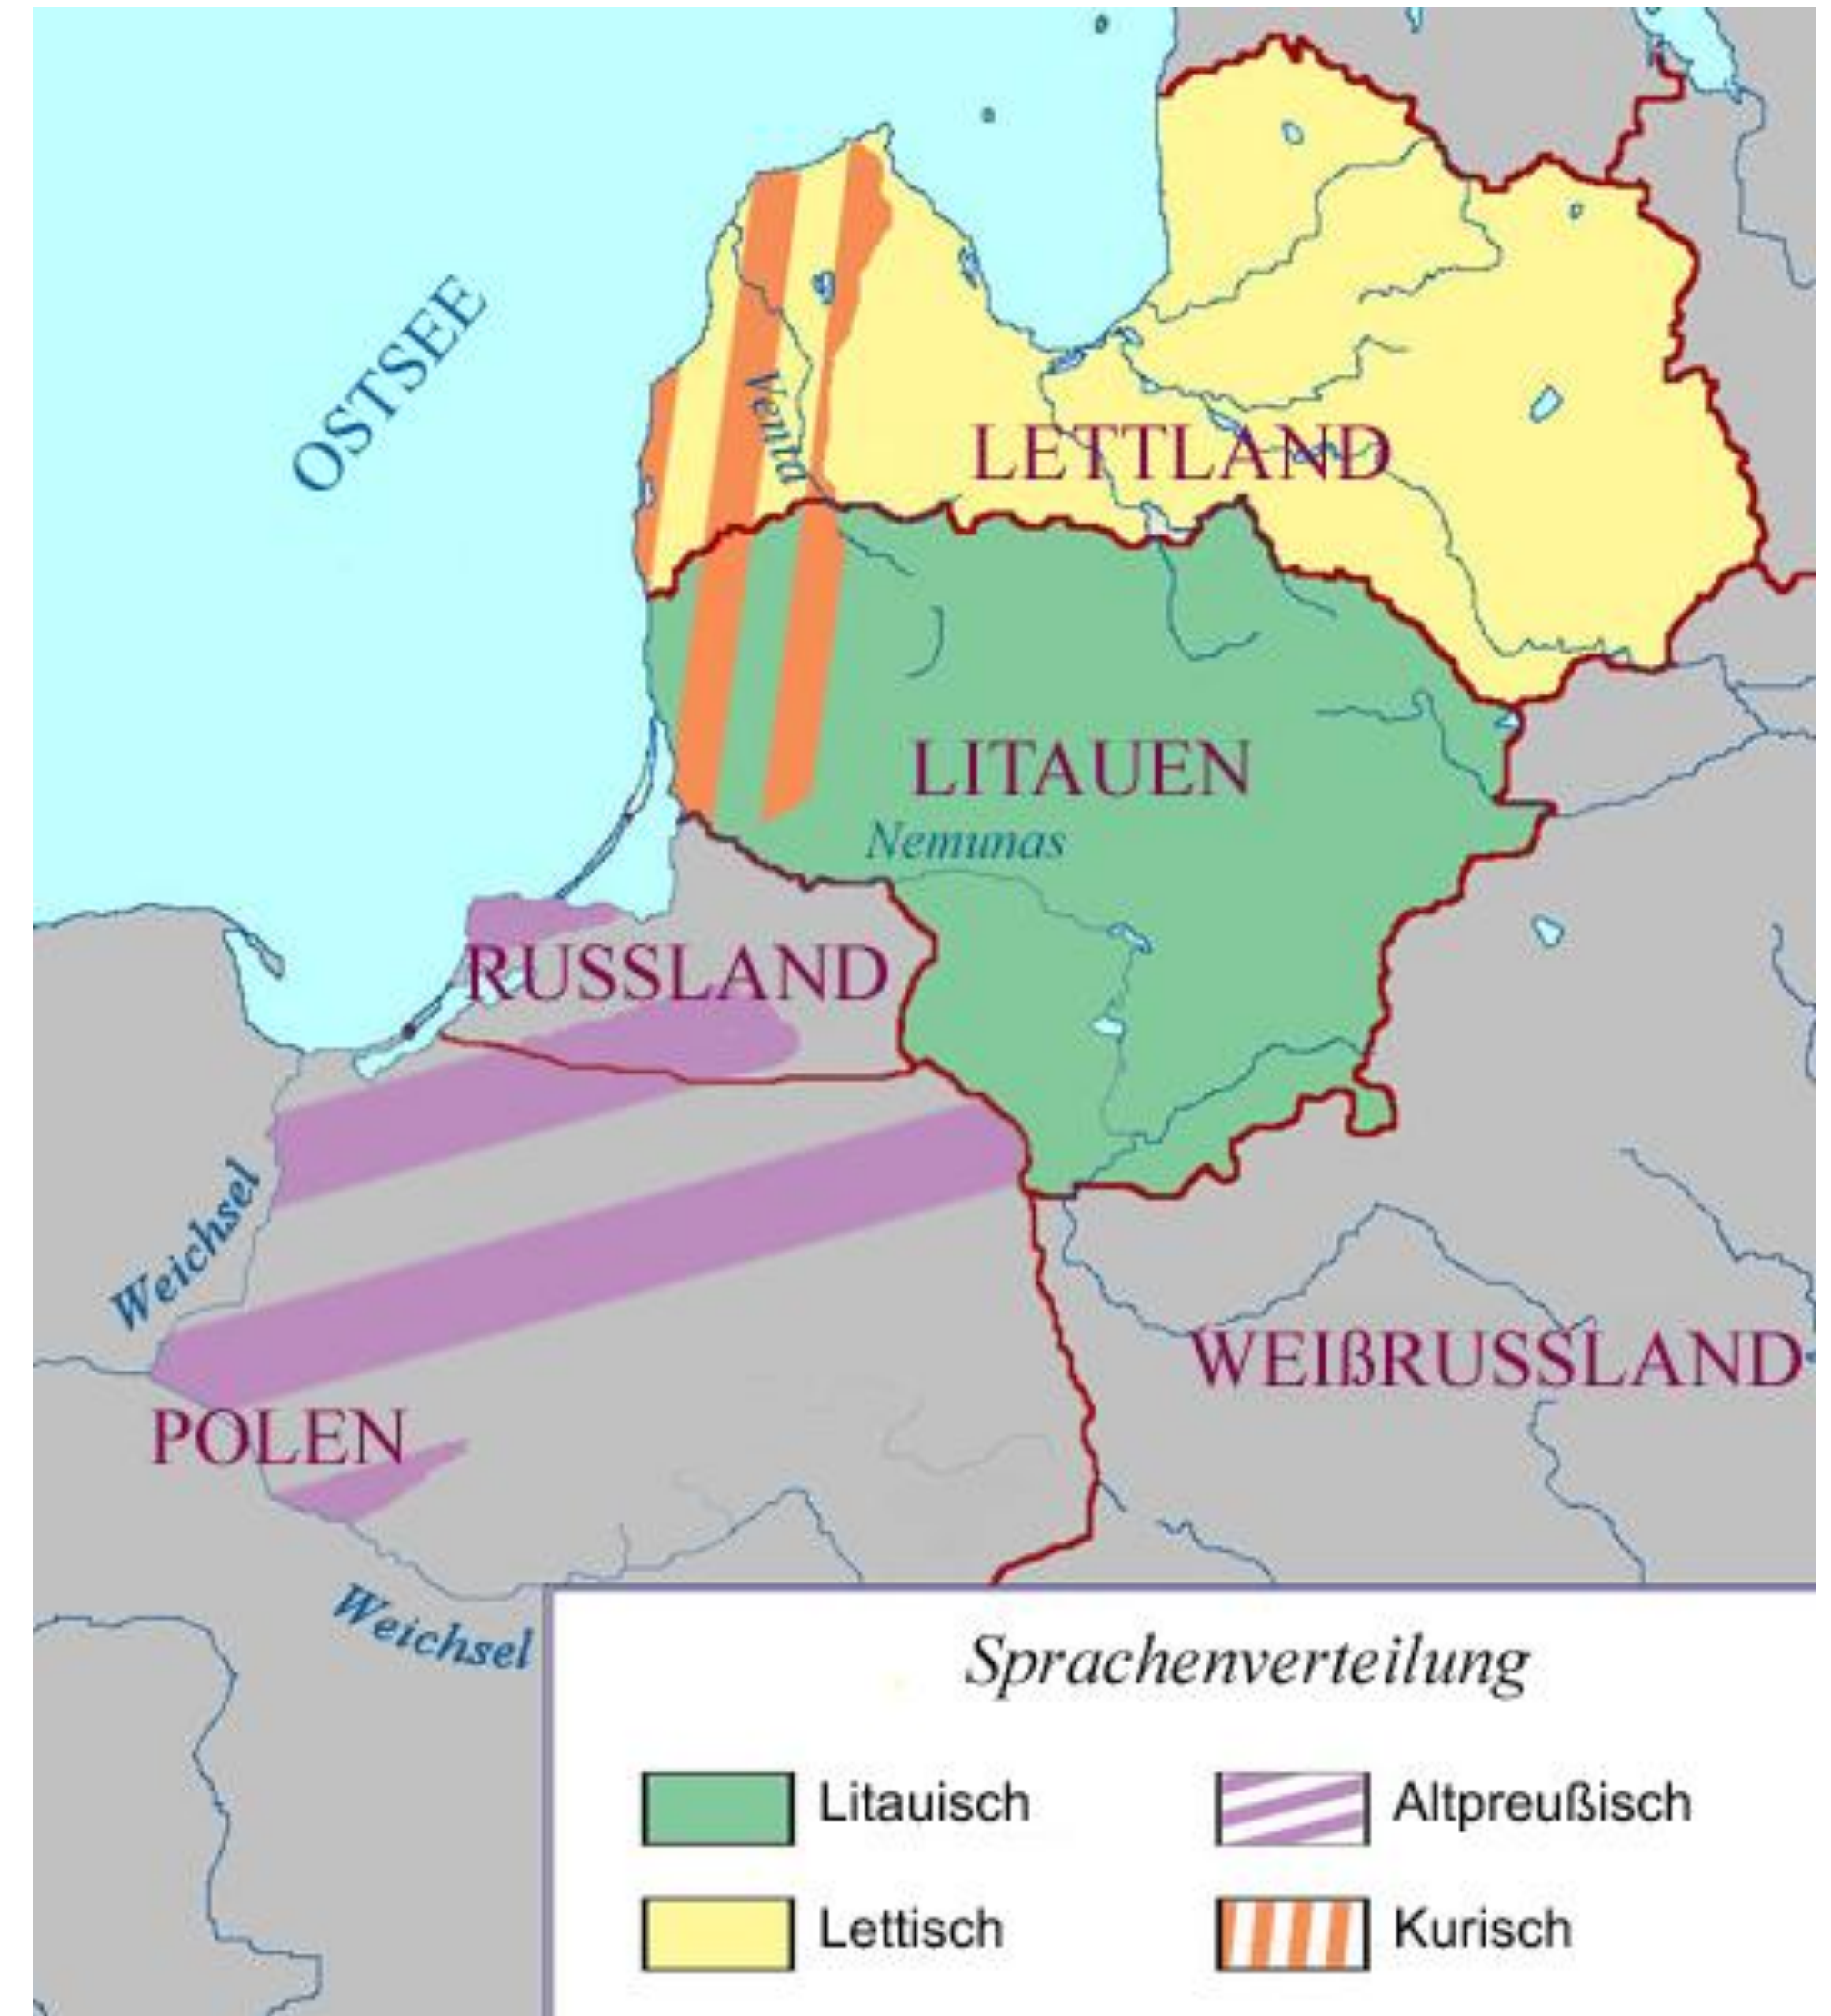 OSTSEE
Venta
LETTLAND
LITAUEN
Nemunas
RUSSLAND
Weichsel
WEIßRUSSLAND
POLEN
Weichsel
Sprachenverteilung
Litauisch
Altpreußisch
Lettisch
Kurisch